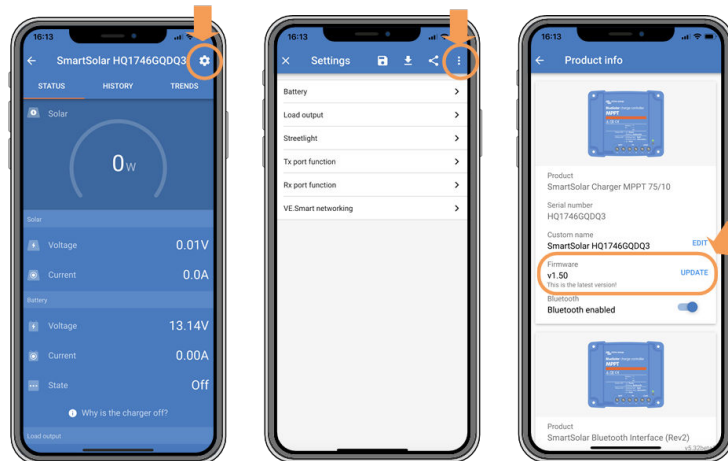 16:13
SmartSolar HQ1746GQDQ3
STATUS HISTORY TRENDS
Solar
0w
Solar
Voltage 0.01V
Current 0.0A
Battery
Voltage 13.14V
Current 0.00A
State Off
Why is the charger off?
Load output
16:13
Settings
Battery
Load output
Streetlight
Tx port function
Rx port function
VE.Smart networking
16:13
Product info
MPPT
Product
SmartSolar Charger MPPT 75/10
Serial number
HQ1746GQDQ3
Custom name
SmartSolar HQ1746GQDQ3 EDIT
Firmware
v1.50 UPDATE
This is the latest version!
Bluetooth
Bluetooth enabled
MPPT
Product
SmartSolar Bluetooth Interface (Rev2)